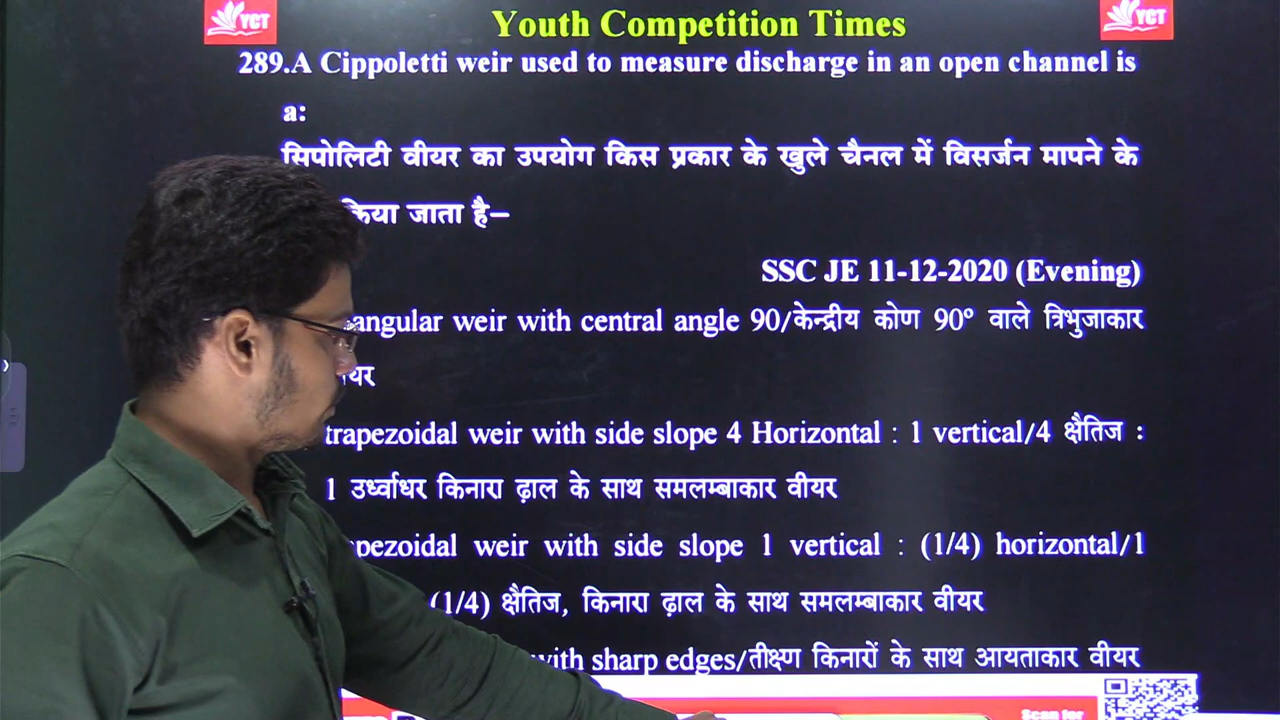 YCT
Youth Competition Times
YCT
289.A Cippoletti weir used to measure discharge in an open channel is
a:
सिपोलिटी वीयर का उपयोग किस प्रकार के खुले चैनल में विसर्जन मापने के
किया जाता है–
SSC JE 11-12-2020 (Evening)
angular weir with central angle 90/केन्द्रीय कोण 90° वाले त्रिभुजाकार
यर
trapezoidal weir with side slope 4 Horizontal : 1 vertical/4 क्षैतिज :
1 उर्ध्वाधर किनारा ढ़ाल के साथ समलम्बाकार वीयर
pezoidal weir with side slope 1 vertical : (1/4) horizontal/1
(1/4) क्षैतिज, किनारा ढ़ाल के साथ समलम्बाकार वीयर
with sharp edges/तीक्ष्ण किनारों के साथ आयताकार वीयर
Scan for